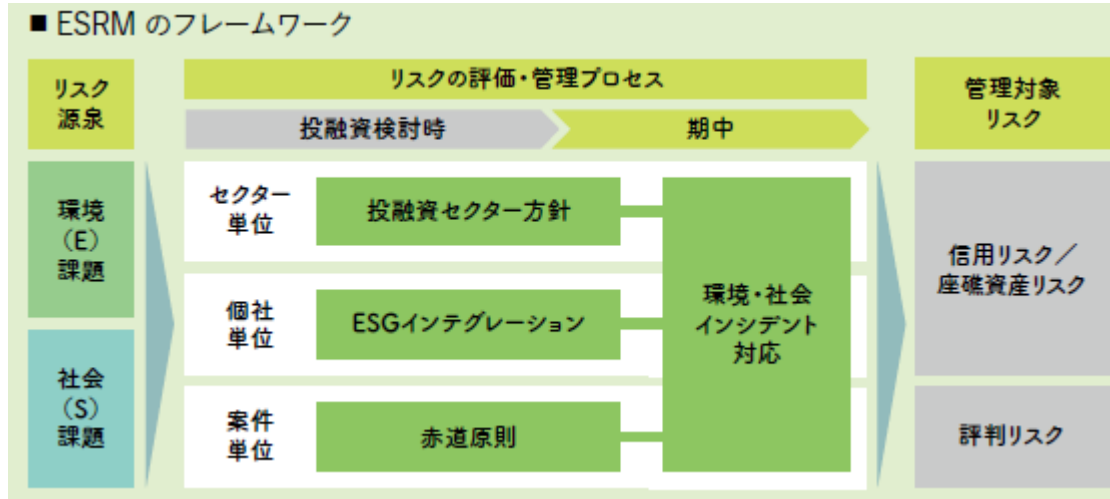 ■ ESRM のフレームワーク
リスク
源泉
リスクの評価・管理プロセス
管理対象
リスク
投融資検討時
期中
環境
（E）
課題
社会
（S）
課題
セクター
単位
投融資セクター方針
個社
単位
ESGインテグレーション
案件
単位
赤道原則
環境・社会
インシデント
対応
信用リスク／
座礁資産リスク
評判リスク